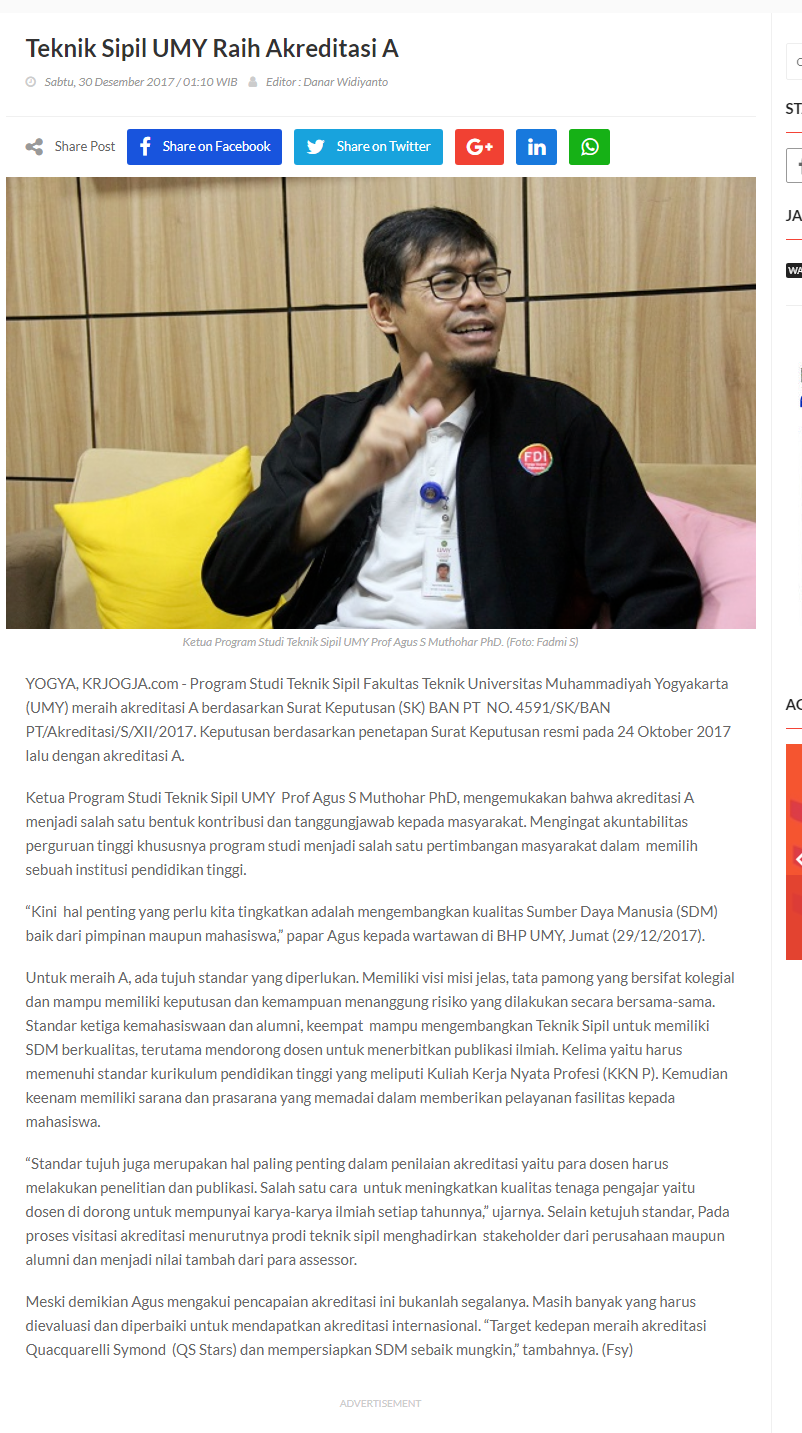 Teknik Sipil UMY Raih Akreditasi A
Sabtu, 30 Desember 2017 / 01:10 WIB Editor : Danar Widiyanto
Share Post
Share on Facebook
Share on Twitter
G+
in
FDI
UMY
Ketua Program Studi Teknik Sipil UMY Prof Agus S Muthohar PhD. (Foto: Fadmi S)
YOGYA, KRJOGJA.com - Program Studi Teknik Sipil Fakultas Teknik Universitas Muhammadiyah Yogyakarta
(UMY) meraih akreditasi A berdasarkan Surat Keputusan (SK) BAN PT NO. 4591/SK/BAN
PT/Akreditasi/S/XII/2017. Keputusan berdasarkan penetapan Surat Keputusan resmi pada 24 Oktober 2017
lalu dengan akreditasi A.
Ketua Program Studi Teknik Sipil UMY Prof Agus S Muthohar PhD, mengemukakan bahwa akreditasi A
menjadi salah satu bentuk kontribusi dan tanggungjawab kepada masyarakat. Mengingat akuntabilitas
perguruan tinggi khususnya program studi menjadi salah satu pertimbangan masyarakat dalam memilih
sebuah institusi pendidikan tinggi.
“Kini hal penting yang perlu kita tingkatkan adalah mengembangkan kualitas Sumber Daya Manusia (SDM)
baik dari pimpinan maupun mahasiswa,” papar Agus kepada wartawan di BHP UMY, Jumat (29/12/2017).
Untuk meraih A, ada tujuh standar yang diperlukan. Memiliki visi misi jelas, tata pamong yang bersifat kolegial
dan mampu memiliki keputusan dan kemampuan menanggung risiko yang dilakukan secara bersama-sama.
Standar ketiga kemahasiswaan dan alumni, keempat mampu mengembangkan Teknik Sipil untuk memiliki
SDM berkualitas, terutama mendorong dosen untuk menerbitkan publikasi ilmiah. Kelima yaitu harus
memenuhi standar kurikulum pendidikan tinggi yang meliputi Kuliah Kerja Nyata Profesi (KKN P). Kemudian
keenam memiliki sarana dan prasarana yang memadai dalam memberikan pelayanan fasilitas kepada
mahasiswa.
“Standar tujuh juga merupakan hal paling penting dalam penilaian akreditasi yaitu para dosen harus
melakukan penelitian dan publikasi. Salah satu cara untuk meningkatkan kualitas tenaga pengajar yaitu
dosen di dorong untuk mempunyai karya-karya ilmiah setiap tahunnya,” ujarnya. Selain ketujuh standar, Pada
proses visitasi akreditasi menurutnya prodi teknik sipil menghadirkan stakeholder dari perusahaan maupun
alumni dan menjadi nilai tambah dari para assessor.
Meski demikian Agus mengakui pencapaian akreditasi ini bukanlah segalanya. Masih banyak yang harus
dievaluasi dan diperbaiki untuk mendapatkan akreditasi internasional. “Target kedepan meraih akreditasi
Quacquarelli Symond (QS Stars) dan mempersiapkan SDM sebaik mungkin,” tambahnya. (Fsy)
ADVERTISEMENT